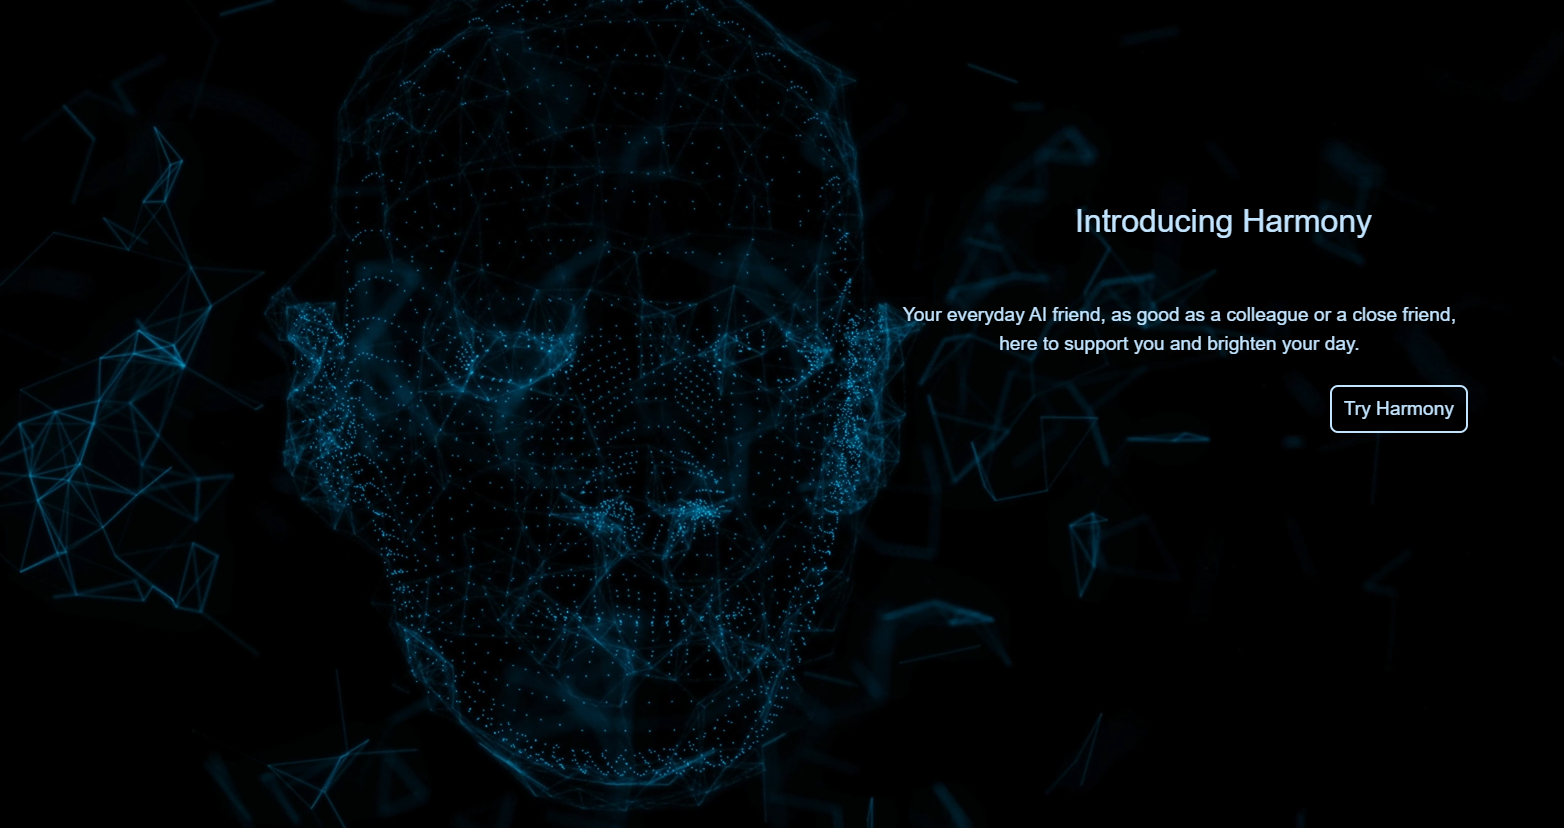 Introducing Harmony
Your everyday AI friend, as good as a colleague or a close friend,
here to support you and brighten your day.
Try Harmony